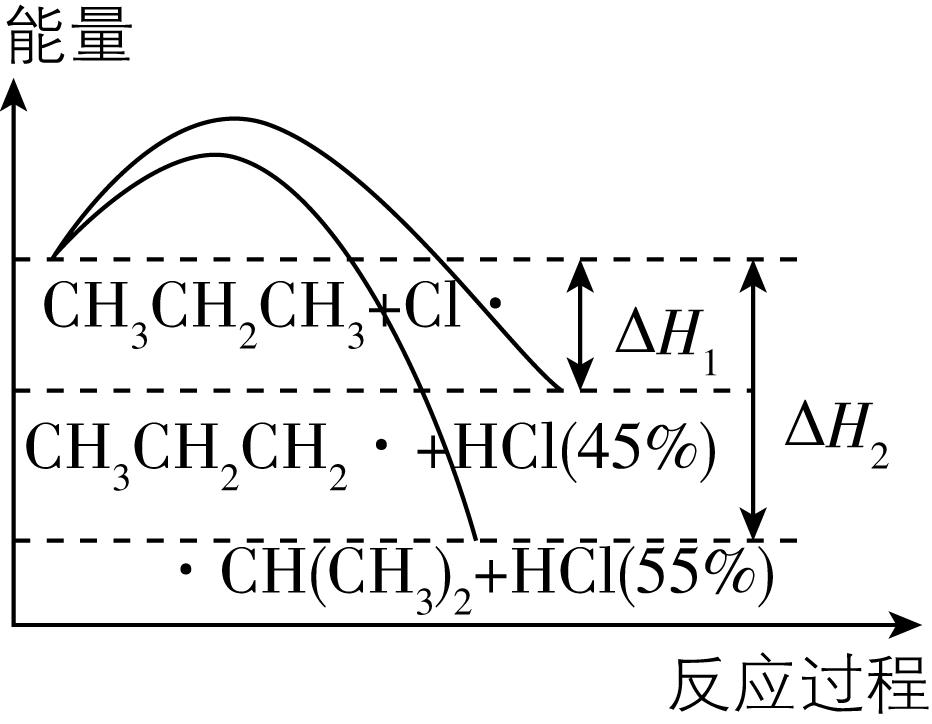 能量
CH₃CH₂CH₃+Cl ·
ΔH₁
CH₃CH₂CH₂ · +HCl(45%)
ΔH₂
· CH(CH₃)₂+HCl(55%)
反应过程